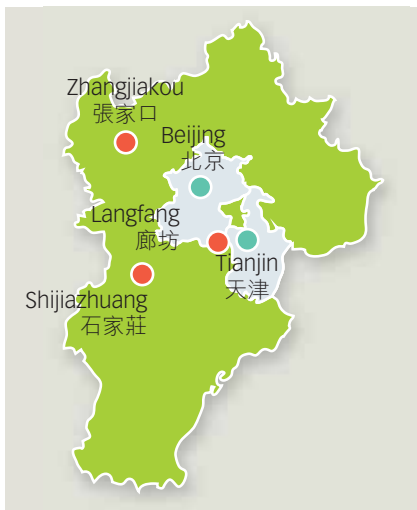 Zhangjiakou
張家口
Beijing
北京
Langfang
廊坊
Tianjin
天津
Shijiazhuang
石家莊